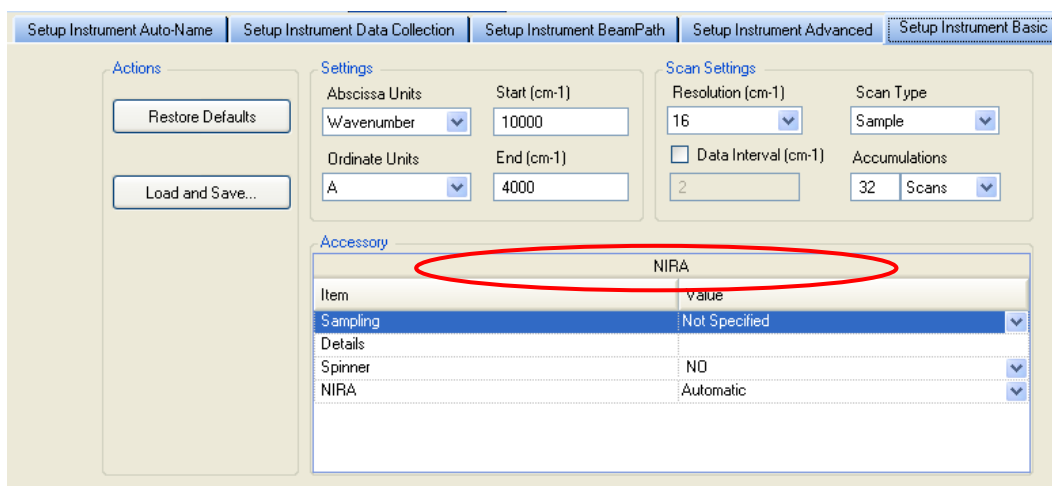 Setup Instrument Auto-Name Setup Instrument Data Collection Setup Instrument BeamPath Setup Instrument Advanced Setup Instrument Basic
Actions
Restore Defaults
Load and Save...
Settings
Abscissa Units Start (cm-1)
Wavenumber 10000
Ordinate Units End (cm-1)
A 4000
Scan Settings
Resolution (cm-1) Scan Type
16 Sample
Data Interval (cm-1) Accumulations
2 32 Scans
Accessory
NIRA
Item Value
Sampling Not Specified
Details
Spinner NO
NIRA Automatic